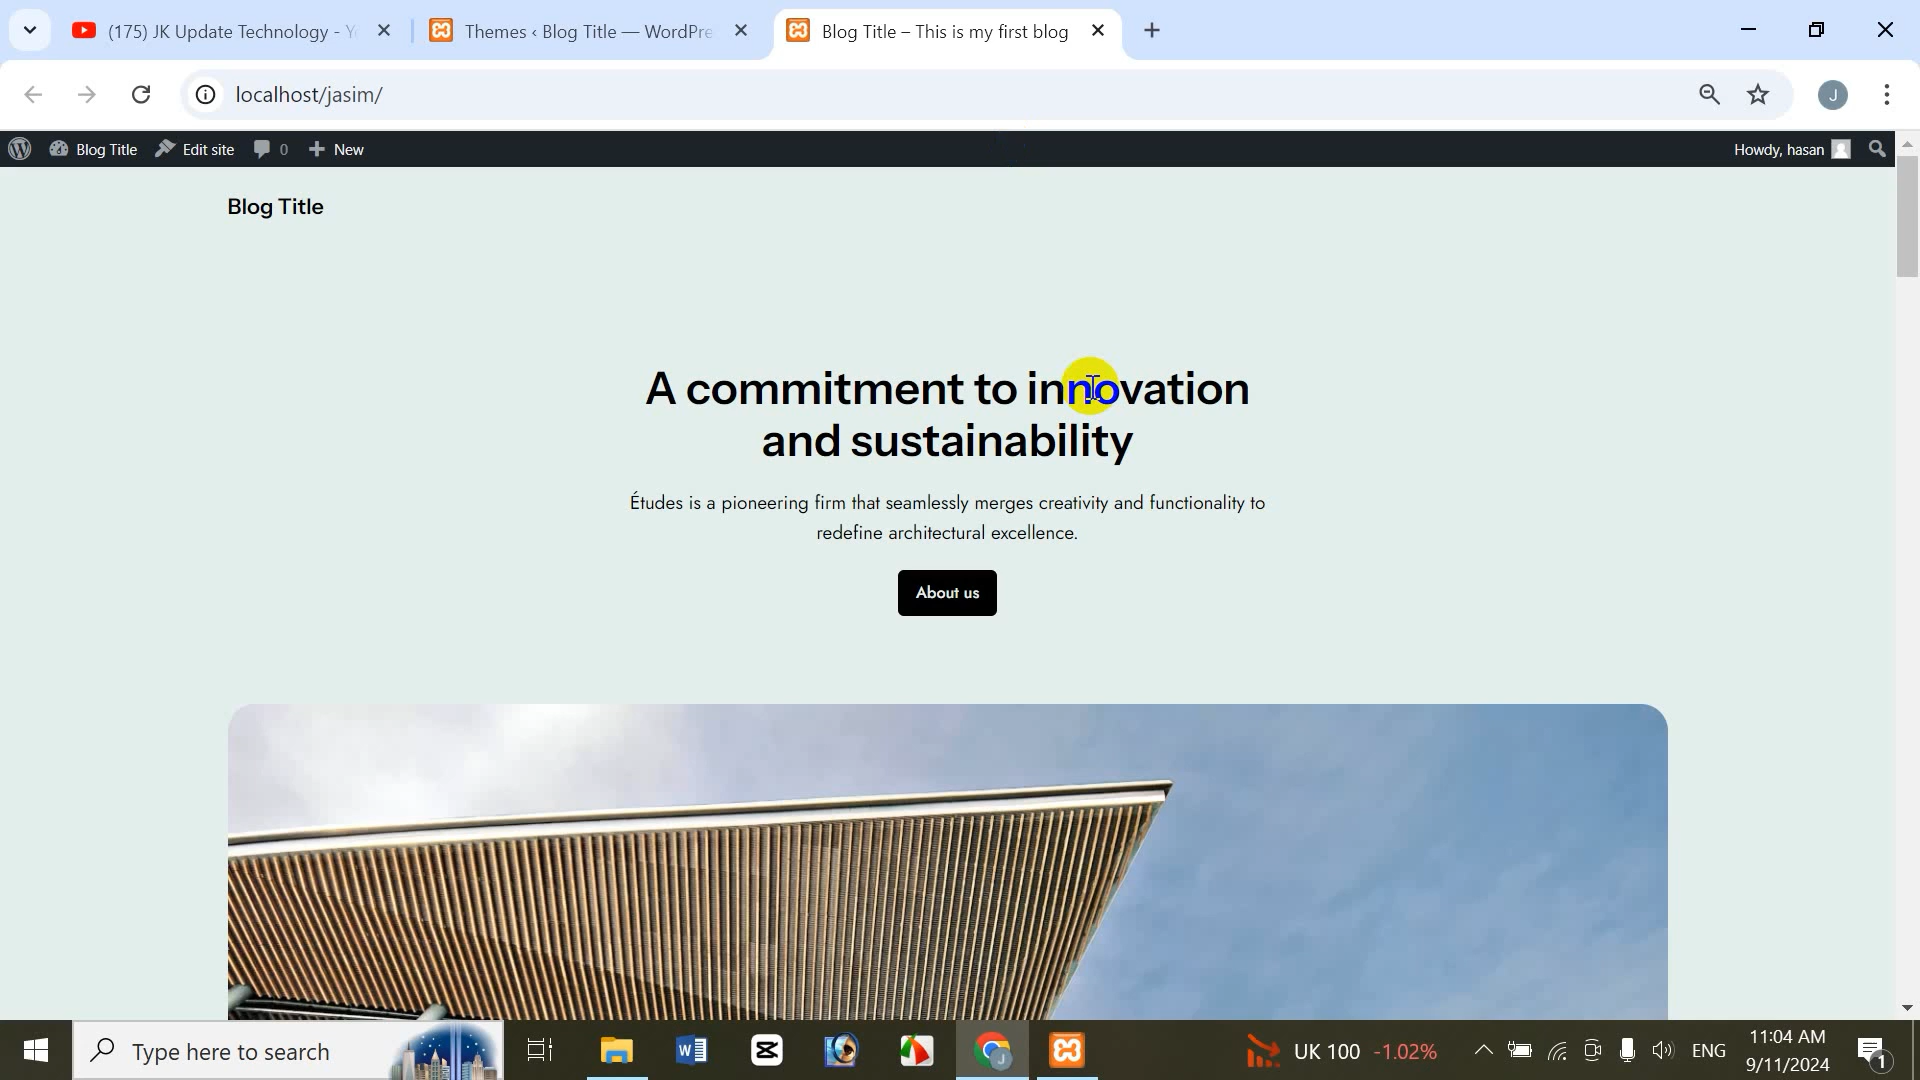 (175) JK Update Technology - Y
Themes ‹ Blog Title — WordPre
Blog Title – This is my first blog
localhost/jasim/
J
Blog Title
Edit site
0
New
Howdy, hasan
Blog Title
A commitment to innovation
and sustainability
Études is a pioneering firm that seamlessly merges creativity and functionality to
redefine architectural excellence.
About us
Type here to search
UK 100 -1.02%
ENG
11:04 AM
9/11/2024
1